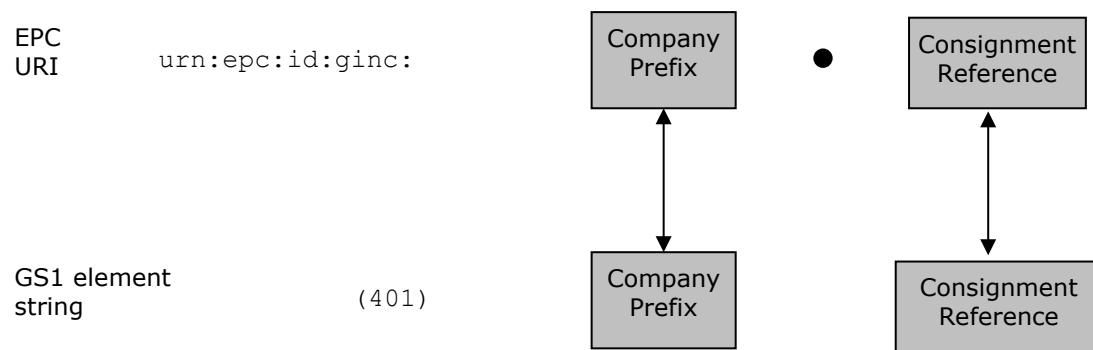 EPC
URI
urn:epc:id:ginc:
Company
Prefix
Consignment
Reference
GS1 element
string
(401)
Company
Prefix
Consignment
Reference